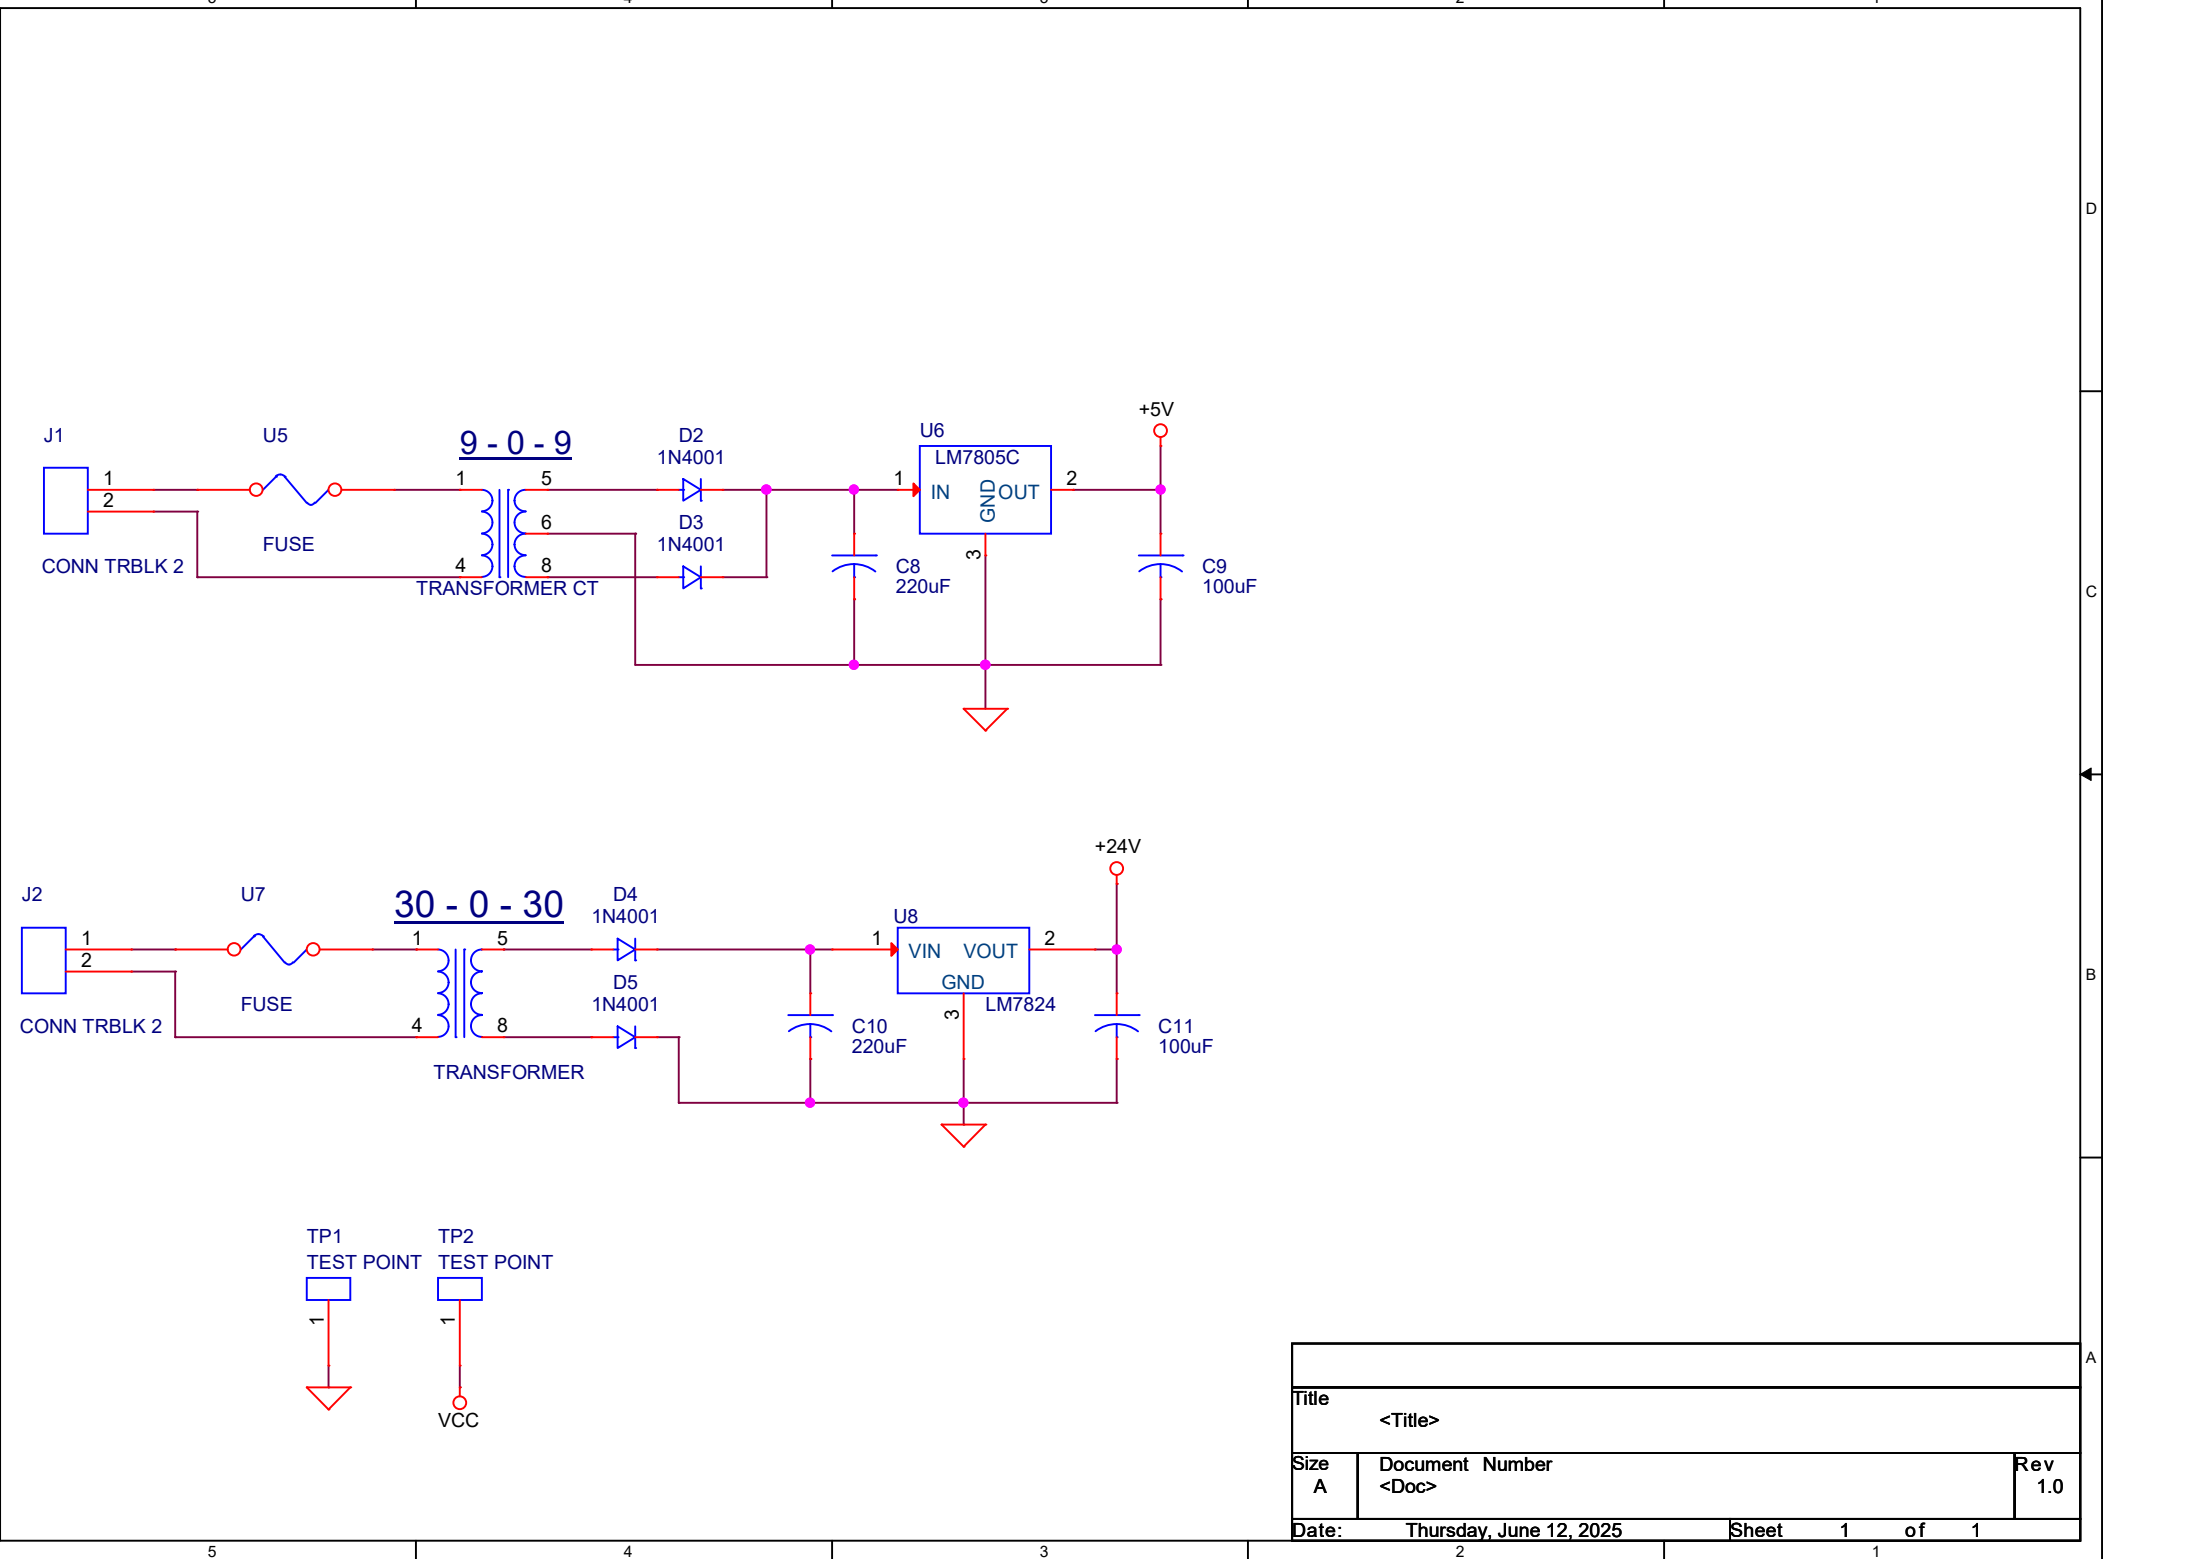 5 4 3 2 1
D
+5V
J1 U5 9 - 0 - 9 D2 U6
1N4001 LM7805C
1 1 5 1 IN GND OUT 2
2 6 D3
1N4001
FUSE 3
CONN TRBLK 2 4 8 C8 C9
TRANSFORMER CT 220uF 100uF
C
+24V
J2 U7 30 - 0 - 30 D4
1N4001 U8
1 1 5 1 VIN VOUT 2
2 D5 GND
FUSE 1N4001 3 LM7824
CONN TRBLK 2 4 8 C10 C11
220uF 100uF
TRANSFORMER
B
TP1 TP2
TEST POINT TEST POINT
1 1
VCC
A
Title
<Title>
Size Document Number Rev
A <Doc> 1.0
Date: Thursday, June 12, 2025 Sheet 1 of 1
5 4 3 2 1